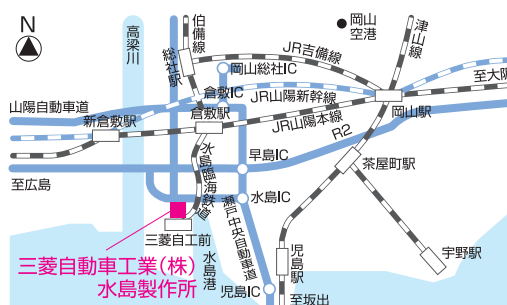 N
高梁川
伯備線
総社駅
岡山空港
津山線
JR吉備線
岡山総社IC
倉敷IC
JR山陽新幹線
至大阪
山陽自動車道
新倉敷駅
倉敷駅
JR山陽本線
岡山駅
R2
早島IC
茶屋町駅
至広島
水島臨海鉄道
水島IC
瀬戸中央自動車道
三菱自工前
水島港
児島駅
宇野駅
三菱自動車工業(株)
水島製作所
児島IC
至坂出